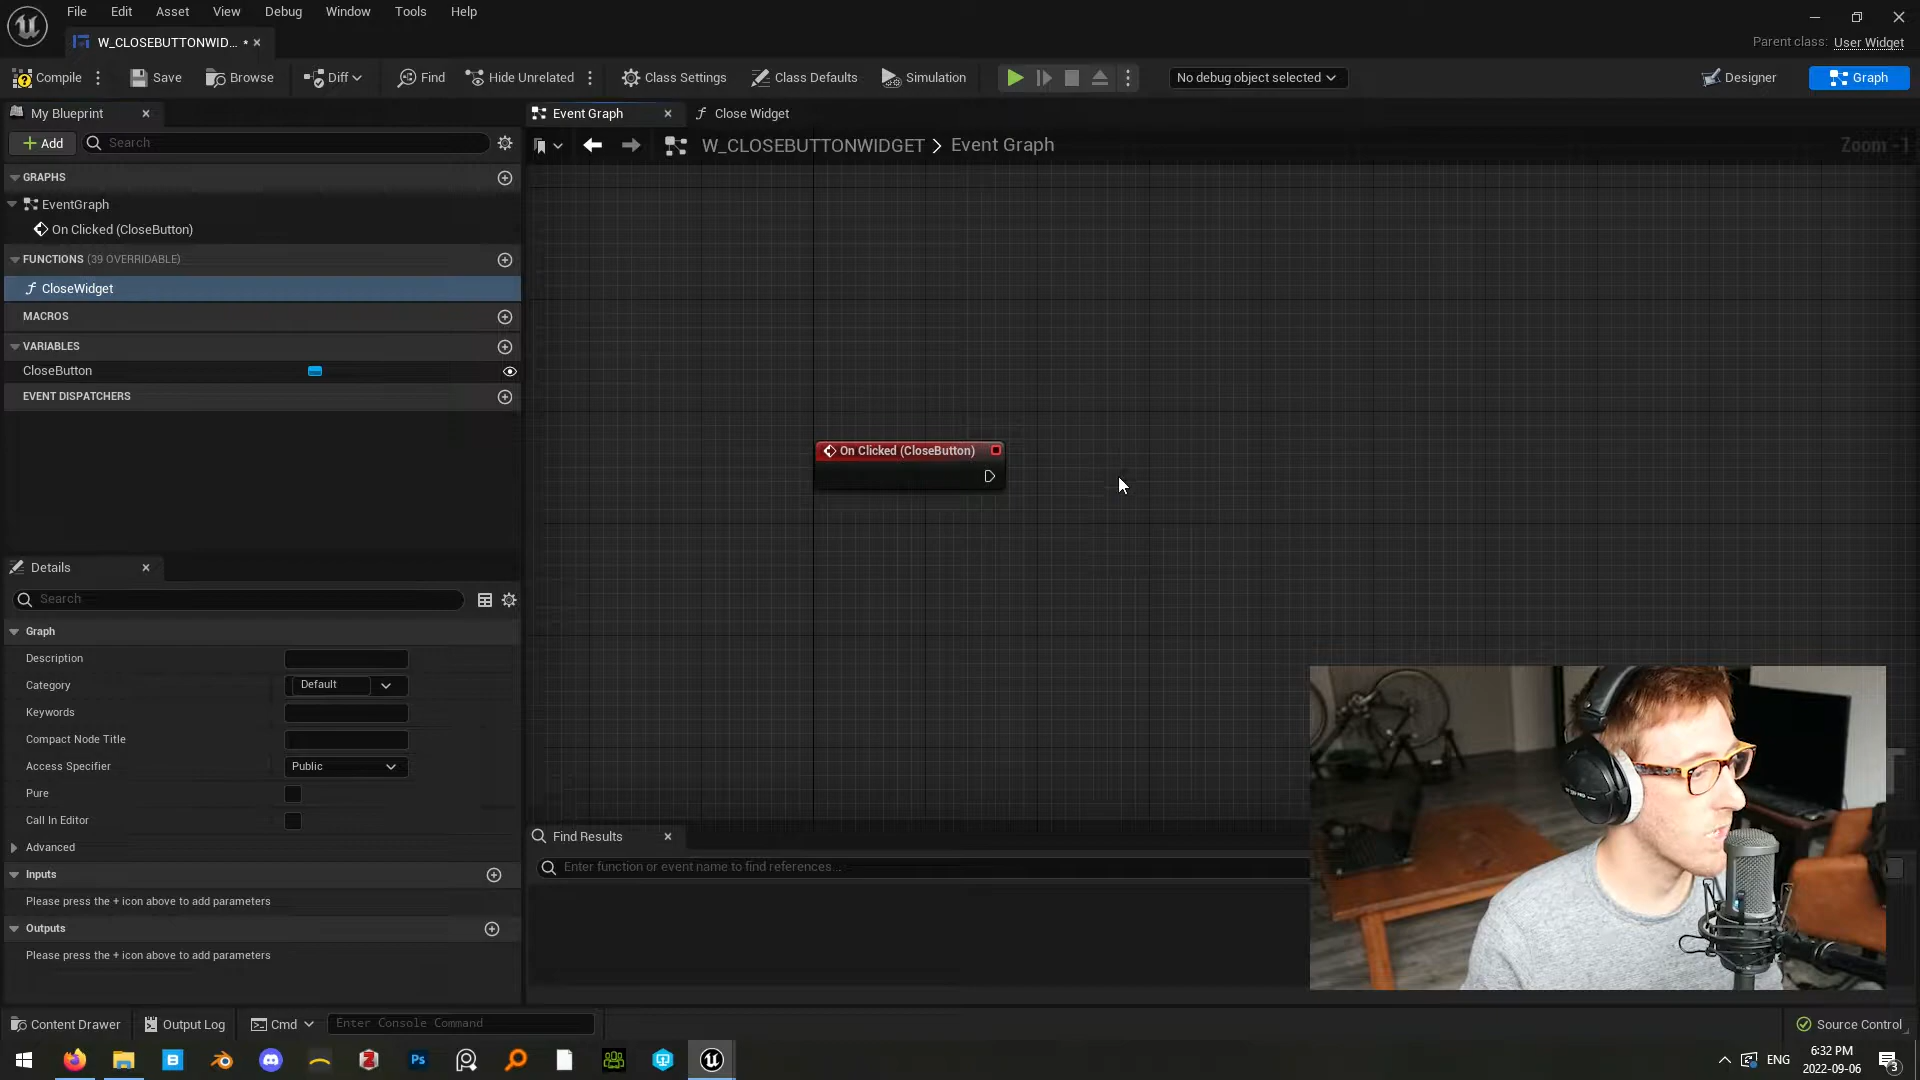 File Edit Asset View Debug Window Tools Help
W_CLOSEBUTTONWID... *
Parent class: User Widget
Compile Save Browse Diff Find Hide Unrelated Class Settings Class Defaults Simulation No debug object selected Designer Graph
My Blueprint
Event Graph Close Widget
Add Search
W_CLOSEBUTTONWIDGET > Event Graph
Zoom -1
GRAPHS
EventGraph
On Clicked (CloseButton)
FUNCTIONS (39 OVERRIDABLE)
f CloseWidget
MACROS
VARIABLES
CloseButton
EVENT DISPATCHERS
On Clicked (CloseButton)
Details
Search
Graph
Description
Category Default
Keywords
Compact Node Title
Access Specifier Public
Pure
Call In Editor
Advanced
Inputs
Please press the + icon above to add parameters
Outputs
Please press the + icon above to add parameters
Find Results
Enter function or event name to find references...
Content Drawer Output Log Cmd Enter Console Command
Source Control
Ps
ENG
6:32 PM
2022-09-06
3